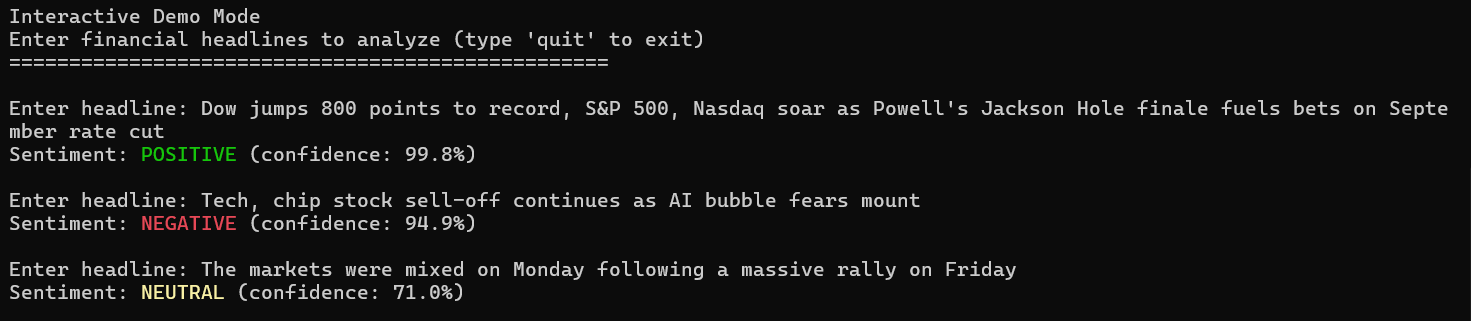 Interactive Demo Mode
Enter financial headlines to analyze (type 'quit' to exit)
==================================================
Enter headline: Dow jumps 800 points to record, S&P 500, Nasdaq soar as Powell's Jackson Hole finale fuels bets on Septe
mber rate cut
Sentiment: POSITIVE (confidence: 99.8%)
Enter headline: Tech, chip stock sell-off continues as AI bubble fears mount
Sentiment: NEGATIVE (confidence: 94.9%)
Enter headline: The markets were mixed on Monday following a massive rally on Friday
Sentiment: NEUTRAL (confidence: 71.0%)